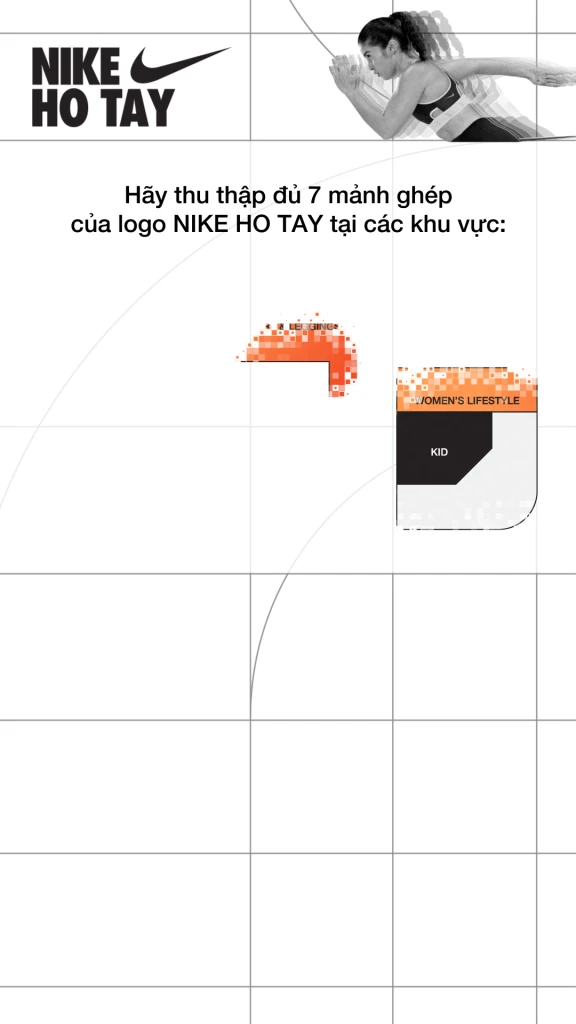 NIKE
HO TAY
Hãy thu thập đủ 7 mảnh ghép
của logo NIKE HO TAY tại các khu vực:
LEGGINGS
WOMEN'S LIFESTYLE
KID